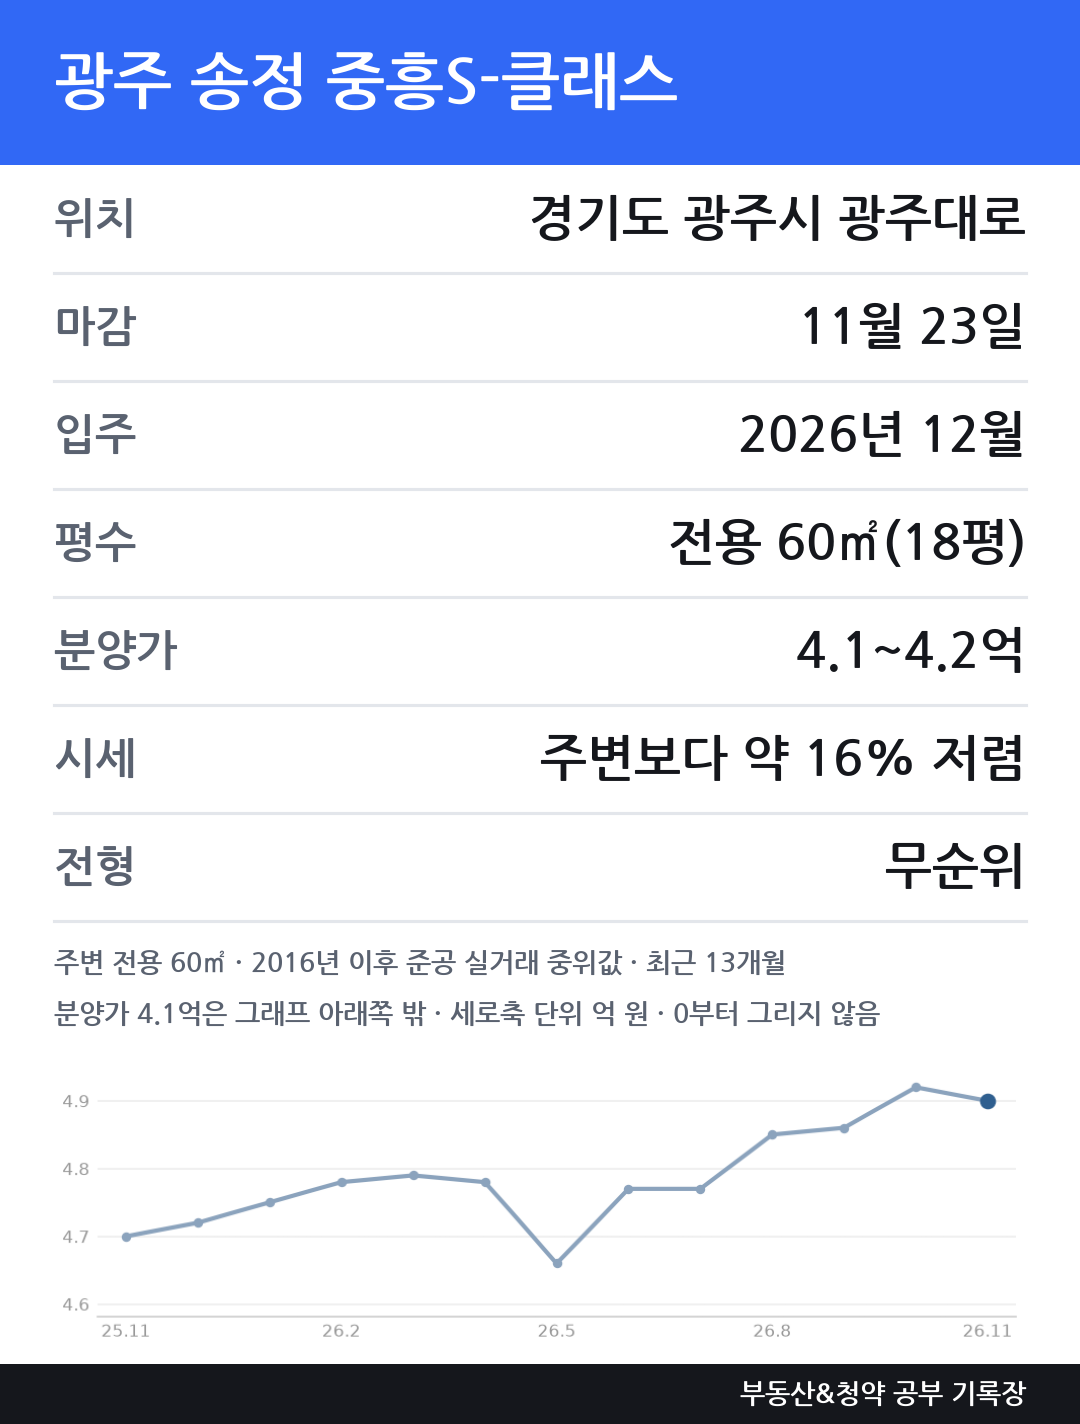 광주 송정 중흥S-클래스
위치 경기도 광주시 광주대로
마감 11월 23일
입주 2026년 12월
평수 전용 60㎡(18평)
분양가 4.1~4.2억
시세 주변보다 약 16% 저렴
전형 무순위
주변 전용 60㎡ · 2016년 이후 준공 실거래 중위값 · 최근 13개월
분양가 4.1억은 그래프 아래쪽 밖 · 세로축 단위 억 원 · 0부터 그리지 않음
4.9
4.8
4.7
4.6
25.11 26.2 26.5 26.8 26.11
부동산&청약 공부 기록장